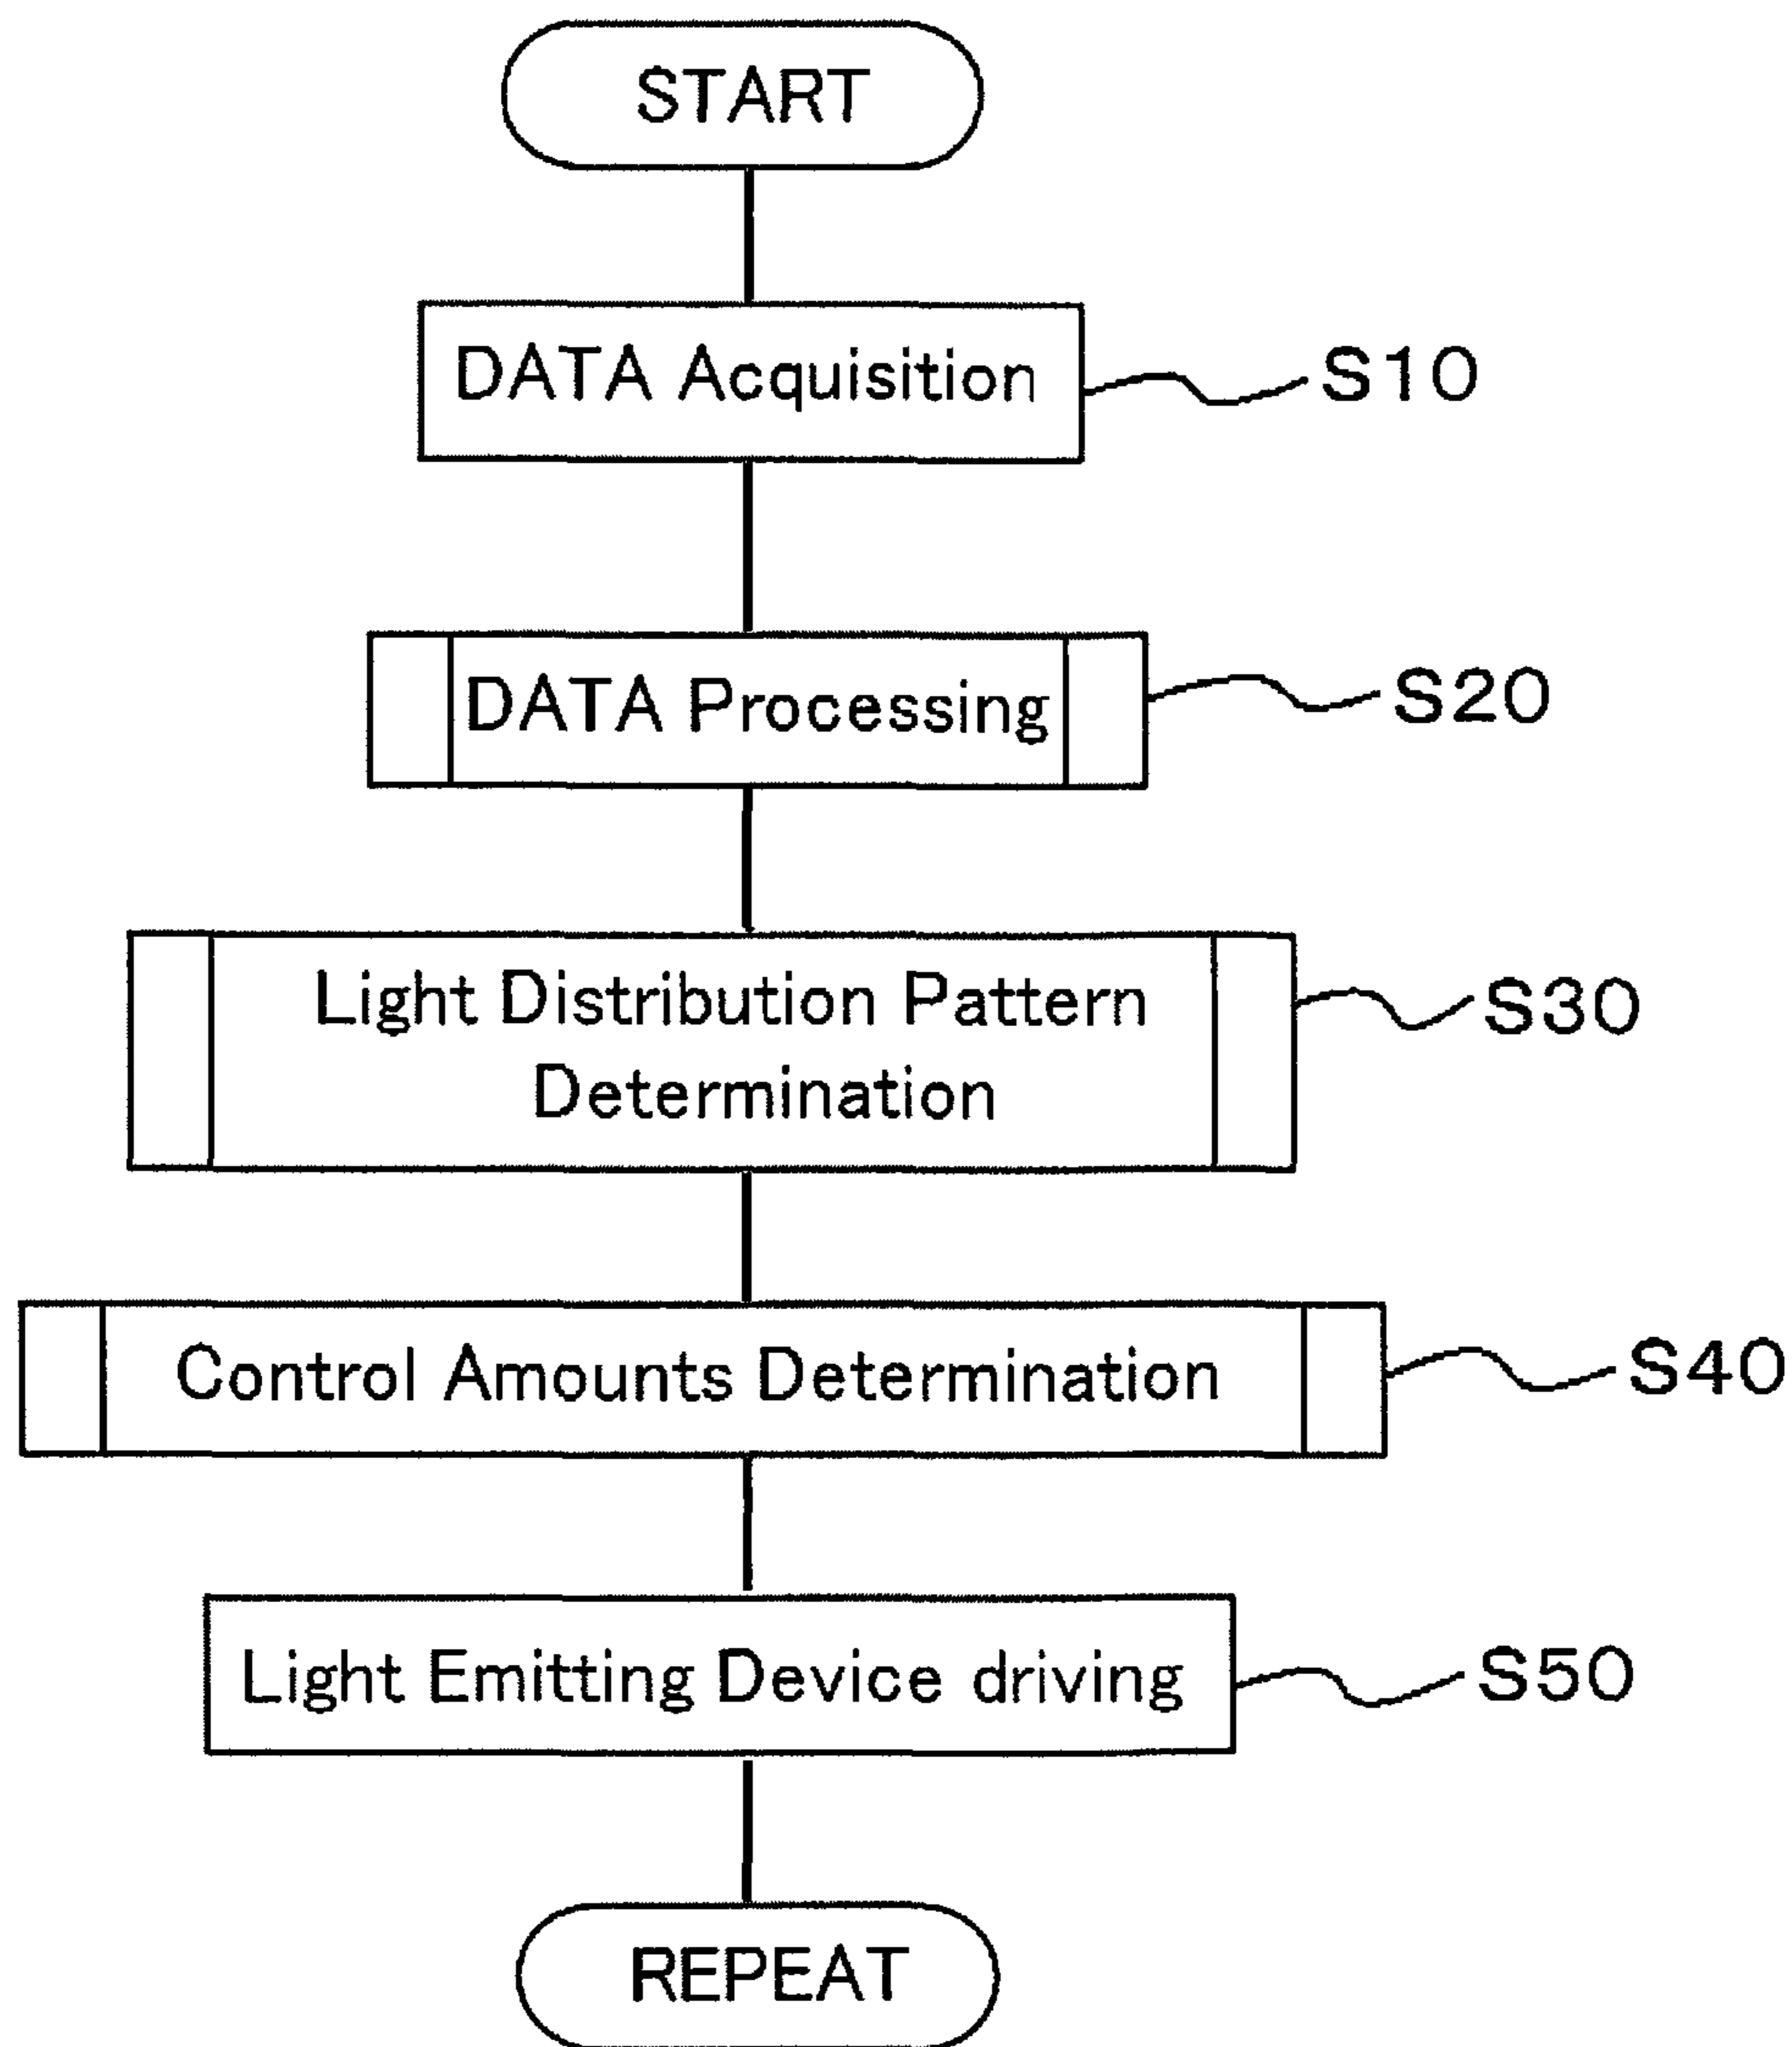 START
DATA Acquisition
S10
DATA Processing
S20
Light Distribution Pattern
Determination
S30
Control Amounts Determination
S40
Light Emitting Device driving
S50
REPEAT